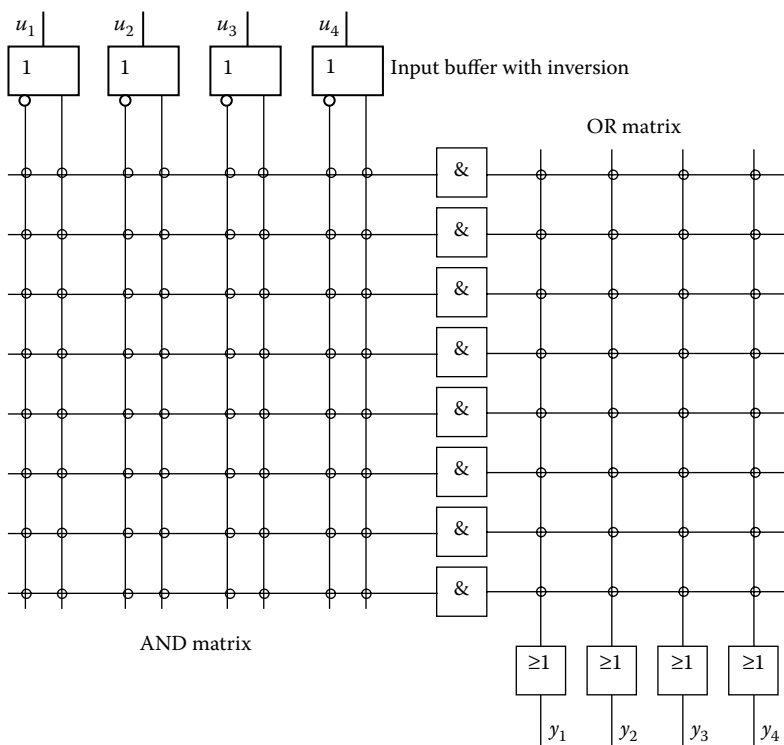 u1 u2 u3 u4
1 1 1 1 Input buffer with inversion
OR matrix
&
&
&
&
&
&
&
&
AND matrix
≥1 ≥1 ≥1 ≥1
y1 y2 y3 y4